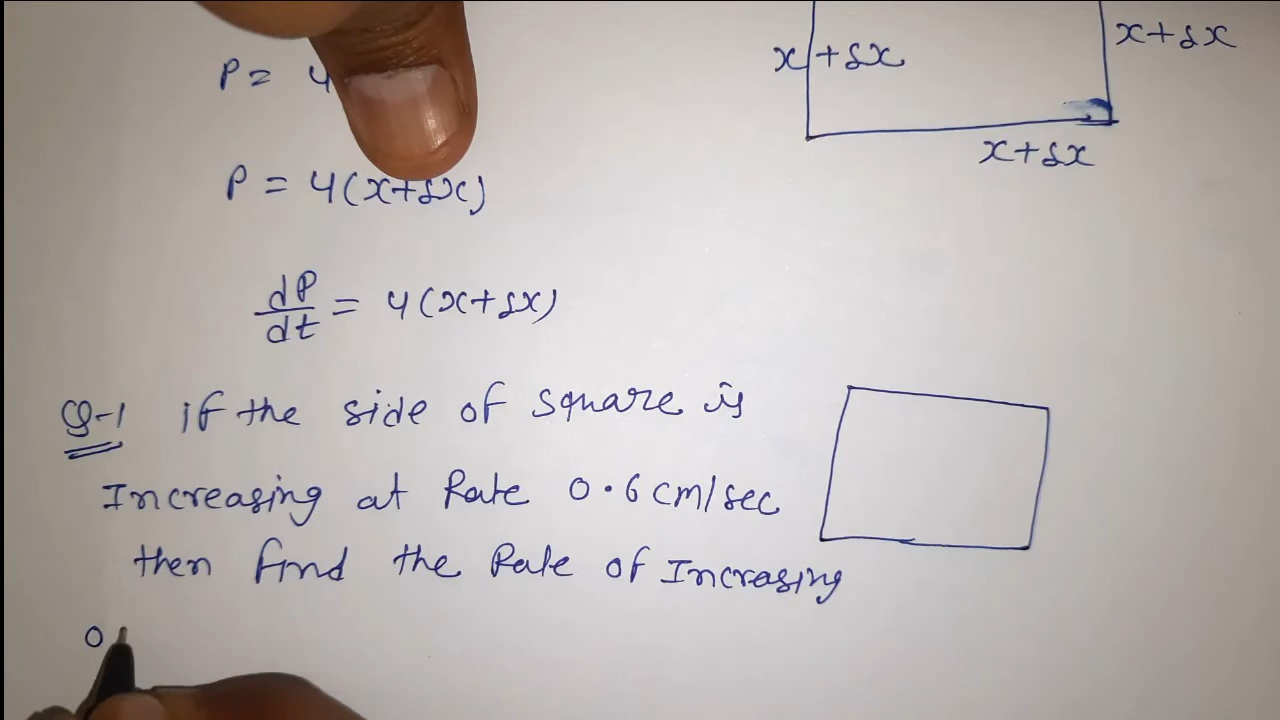 P = 4
x+δx
x+δx
x+δx
P = 4(x+δx)
dP/dt = 4(x+δx)
Q-1 if the side of square is
Increasing at Rate 0.6 cm/sec
then find the Rate of Increasing
o